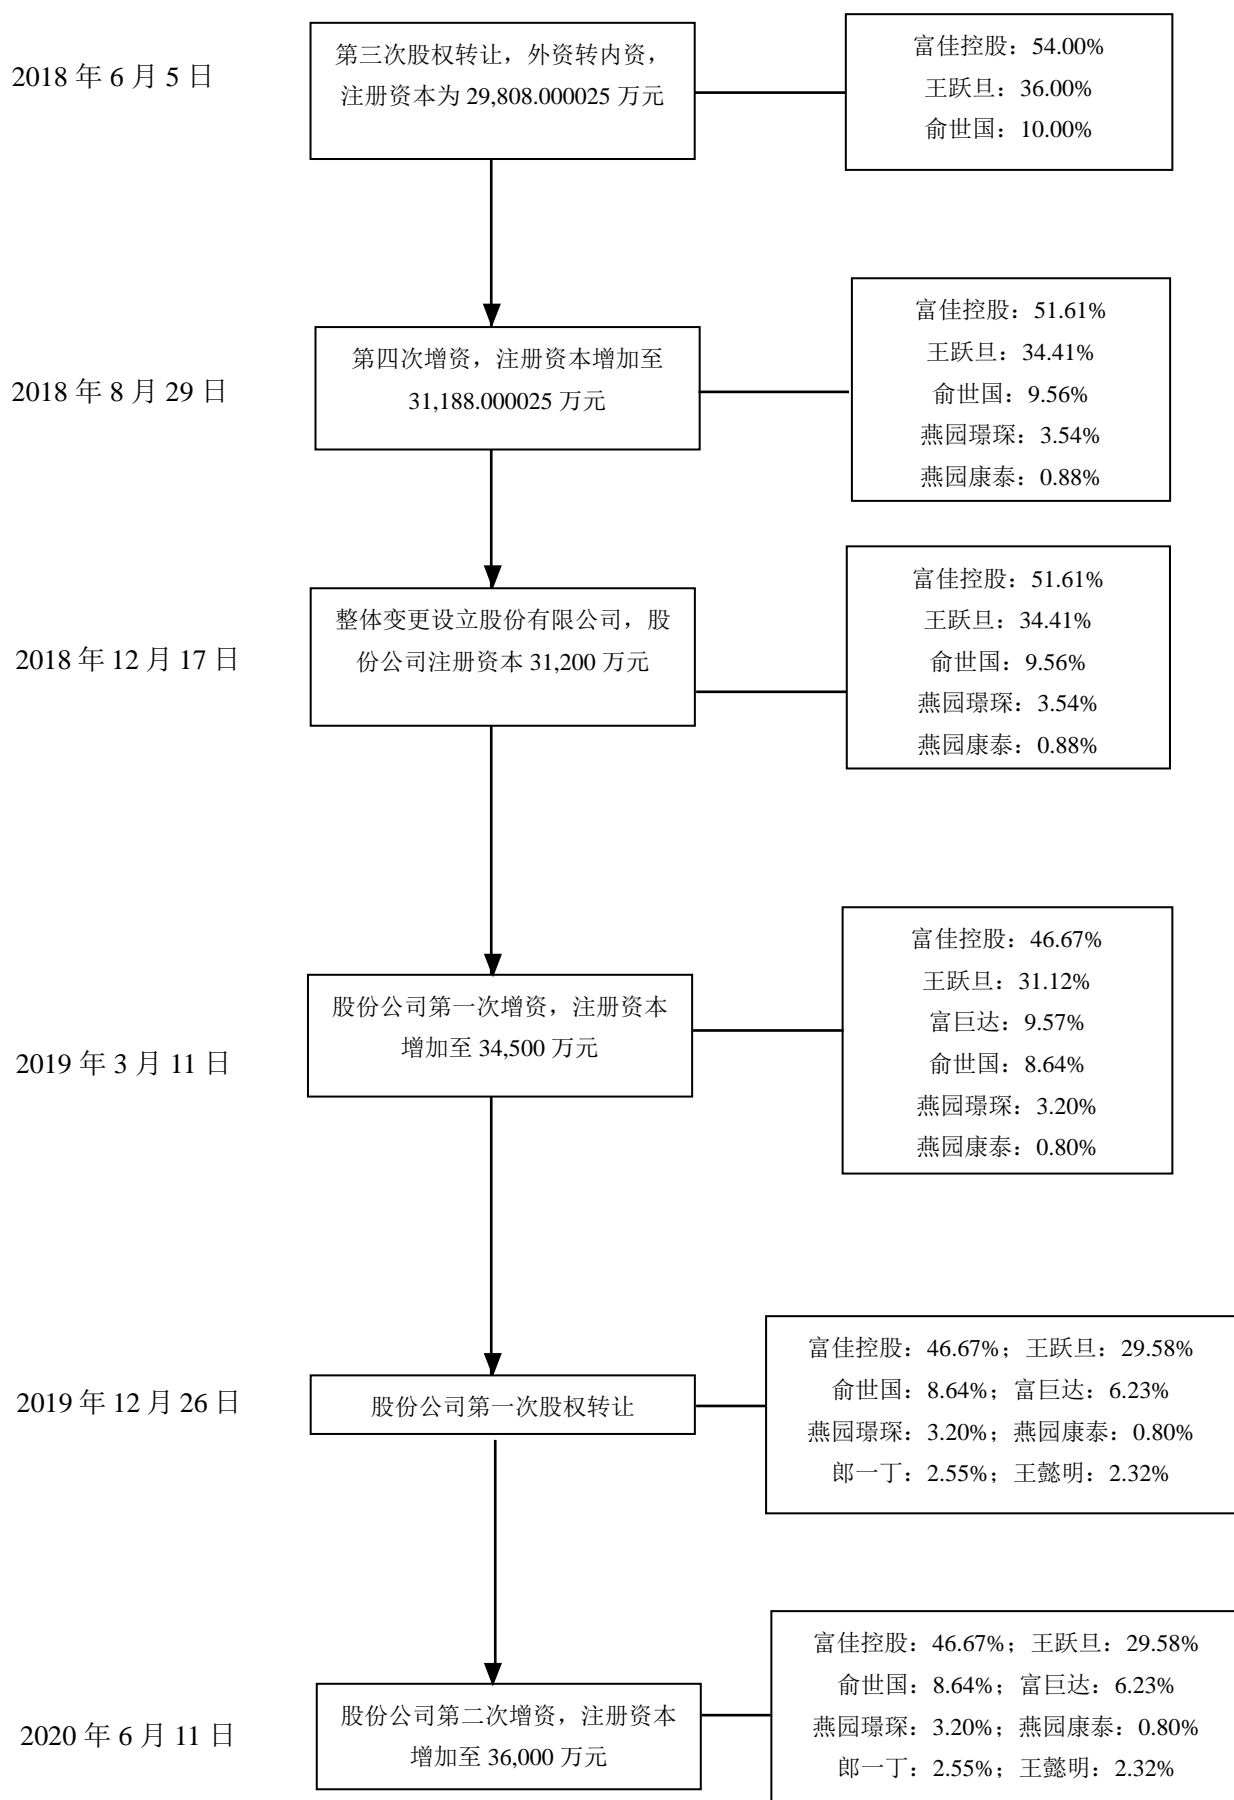 2018 年 6 月 5 日
第三次股权转让，外资转内资，
注册资本为 29,808.000025 万元
富佳控股：54.00%
王跃旦：36.00%
俞世国：10.00%
2018 年 8 月 29 日
第四次增资，注册资本增加至
31,188.000025 万元
富佳控股：51.61%
王跃旦：34.41%
俞世国：9.56%
燕园璟琛：3.54%
燕园康泰：0.88%
2018 年 12 月 17 日
整体变更设立股份有限公司，股
份公司注册资本 31,200 万元
富佳控股：51.61%
王跃旦：34.41%
俞世国：9.56%
燕园璟琛：3.54%
燕园康泰：0.88%
2019 年 3 月 11 日
股份公司第一次增资，注册资本
增加至 34,500 万元
富佳控股：46.67%
王跃旦：31.12%
富巨达：9.57%
俞世国：8.64%
燕园璟琛：3.20%
燕园康泰：0.80%
2019 年 12 月 26 日
股份公司第一次股权转让
富佳控股：46.67%；王跃旦：29.58%
俞世国：8.64%；富巨达：6.23%
燕园璟琛：3.20%；燕园康泰：0.80%
郎一丁：2.55%；王懿明：2.32%
2020 年 6 月 11 日
股份公司第二次增资，注册资本
增加至 36,000 万元
富佳控股：46.67%；王跃旦：29.58%
俞世国：8.64%；富巨达：6.23%
燕园璟琛：3.20%；燕园康泰：0.80%
郎一丁：2.55%；王懿明：2.32%